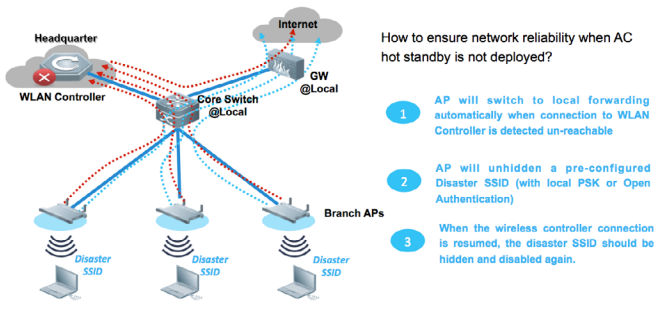 Internet
Headquarter
WLAN Controller
GW
@Local
Core Switch
@Local
Branch APs
Disaster
SSID
Disaster
SSID
Disaster
SSID
How to ensure network reliability when AC
hot standby is not deployed?
1
AP will switch to local forwarding
automatically when connection to WLAN
Controller is detected un-reachable
2
AP will unhidden a pre-configured
Disaster SSID (with local PSK or Open
Authentication)
3
When the wireless controller connection
is resumed, the disaster SSID should be
hidden and disabled again.